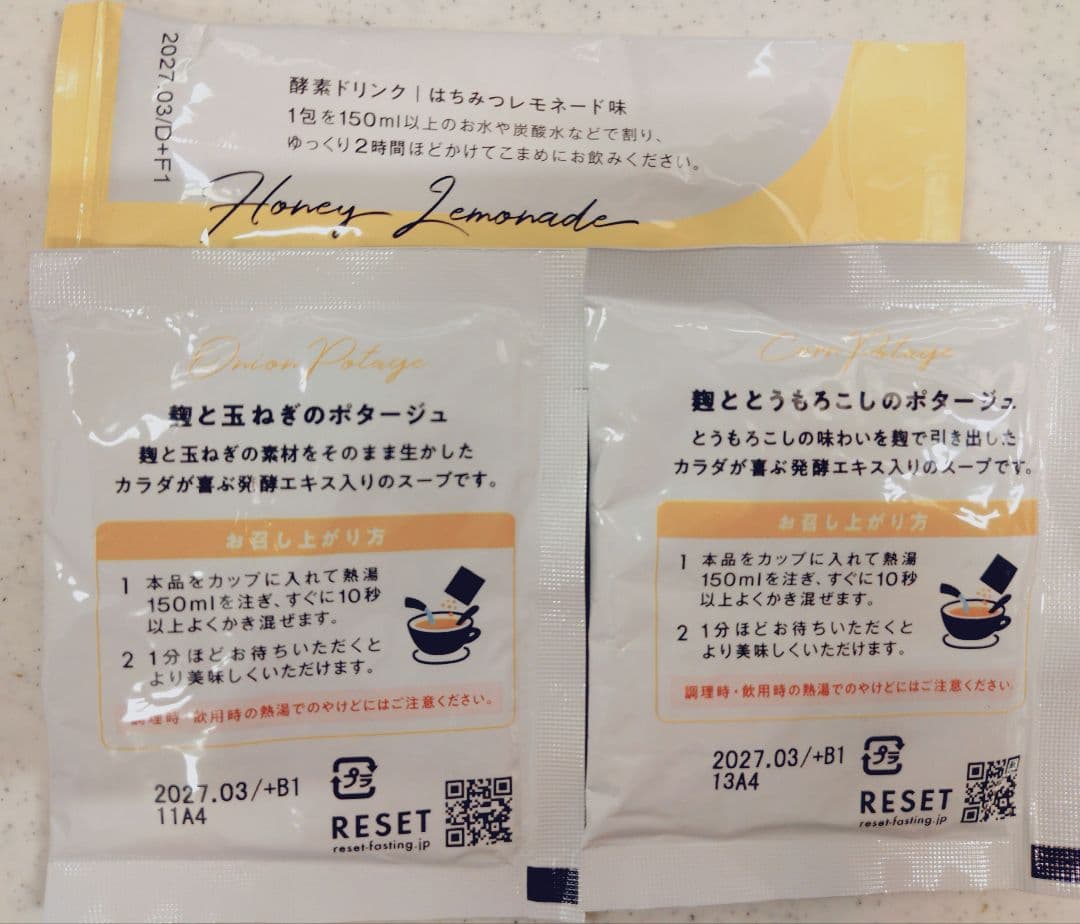 2027.03/D+F1
酵素ドリンク|はちみつレモネード味
1包を150ml以上のお水や炭酸水などで割り、
ゆっくり2時間ほどかけてこまめにお飲みください。
Honey Lemonade
Onion Potage
麹と玉ねぎのポタージュ
麹と玉ねぎの素材をそのまま生かした
カラダが喜ぶ発酵エキス入りのスープです。
お召し上がり方
1 本品をカップに入れて熱湯
150mlを注ぎ、すぐに10秒
以上よくかき混ぜます。
2 1分ほどお待ちいただくと
より美味しくいただけます。
調理時・飲用時の熱湯でのやけどにはご注意ください。
2027.03/+B1
11A4
プラ
RESET
reset-fasting.jp
Corn Potage
麹ととうもろこしのポタージュ
とうもろこしの味わいを麹で引き出した
カラダが喜ぶ発酵エキス入りのスープです。
お召し上がり方
1 本品をカップに入れて熱湯
150mlを注ぎ、すぐに10秒
以上よくかき混ぜます。
2 1分ほどお待ちいただくと
より美味しくいただけます。
調理時・飲用時の熱湯でのやけどにはご注意ください。
2027.03/+B1
13A4
プラ
RESET
reset-fasting.jp